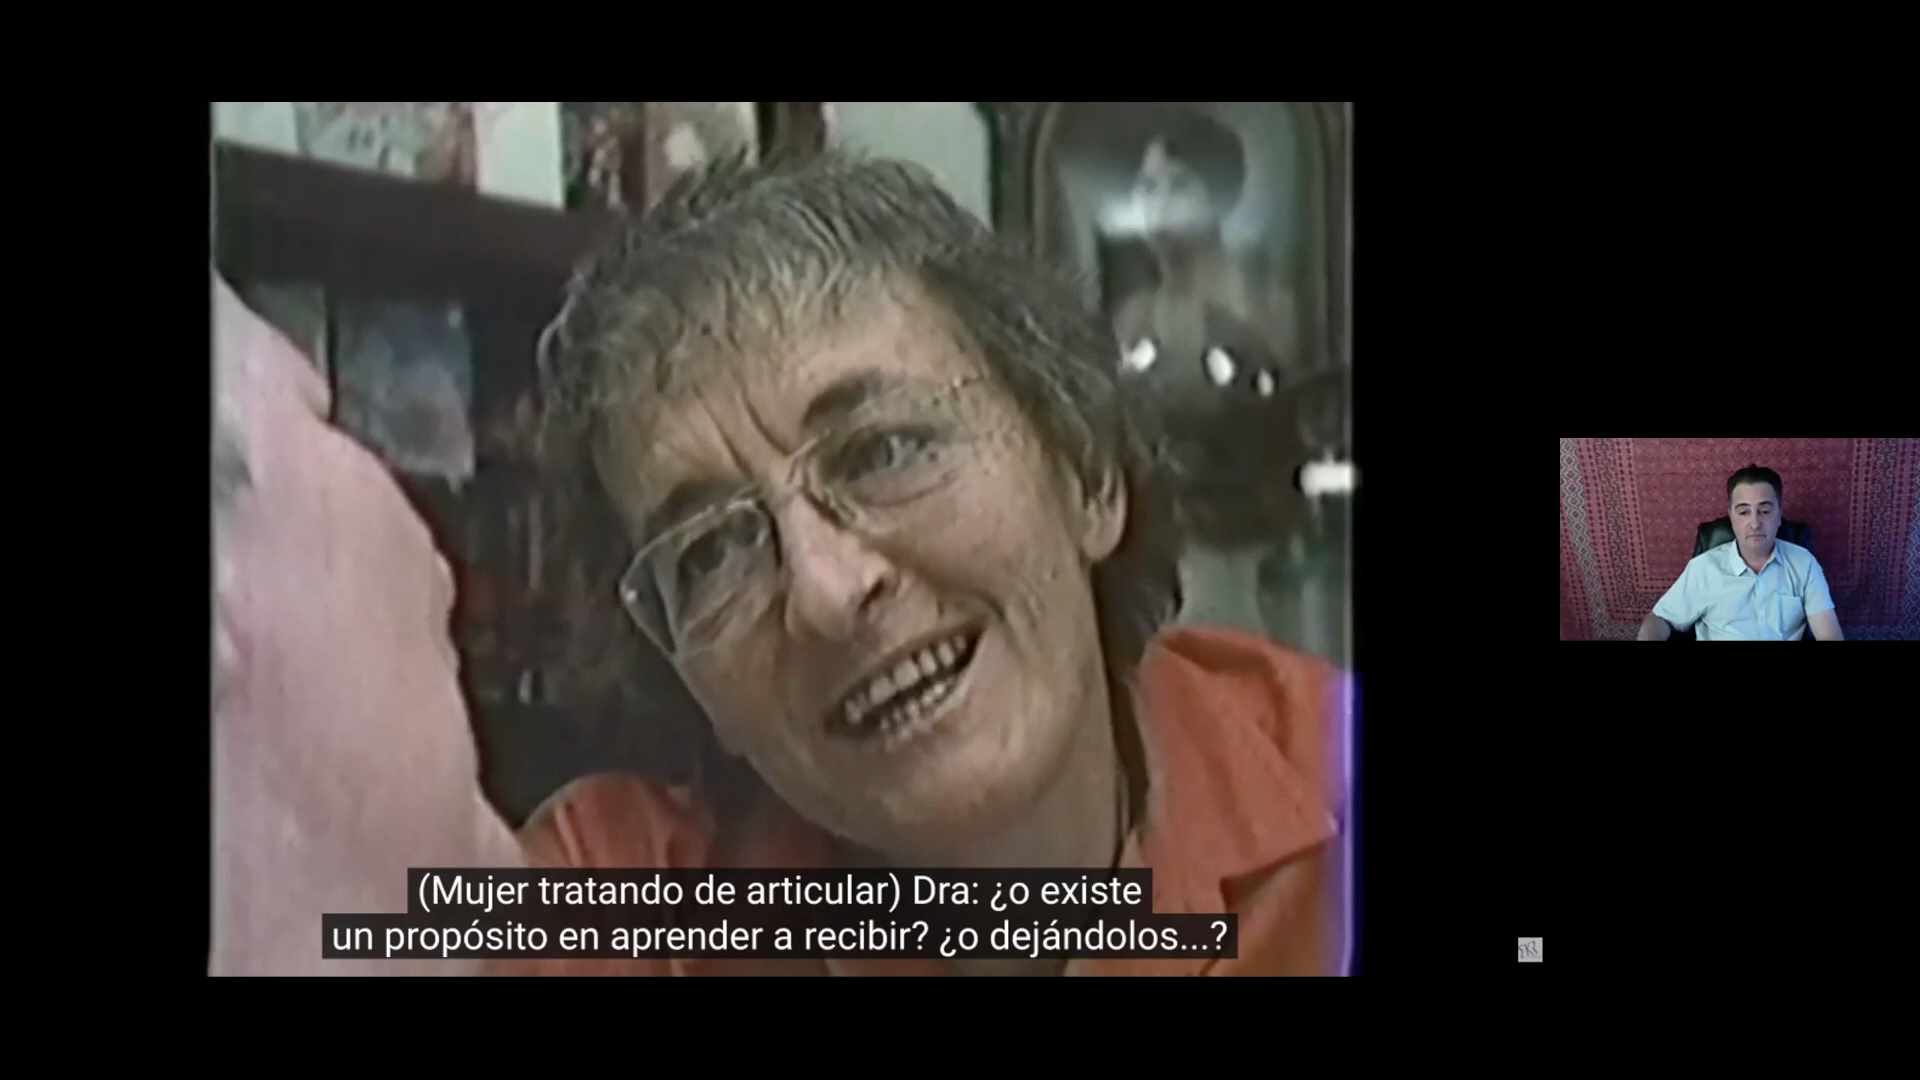 (Mujer tratando de articular) Dra: ¿o existe
un propósito en aprender a recibir? ¿o dejándolos...?